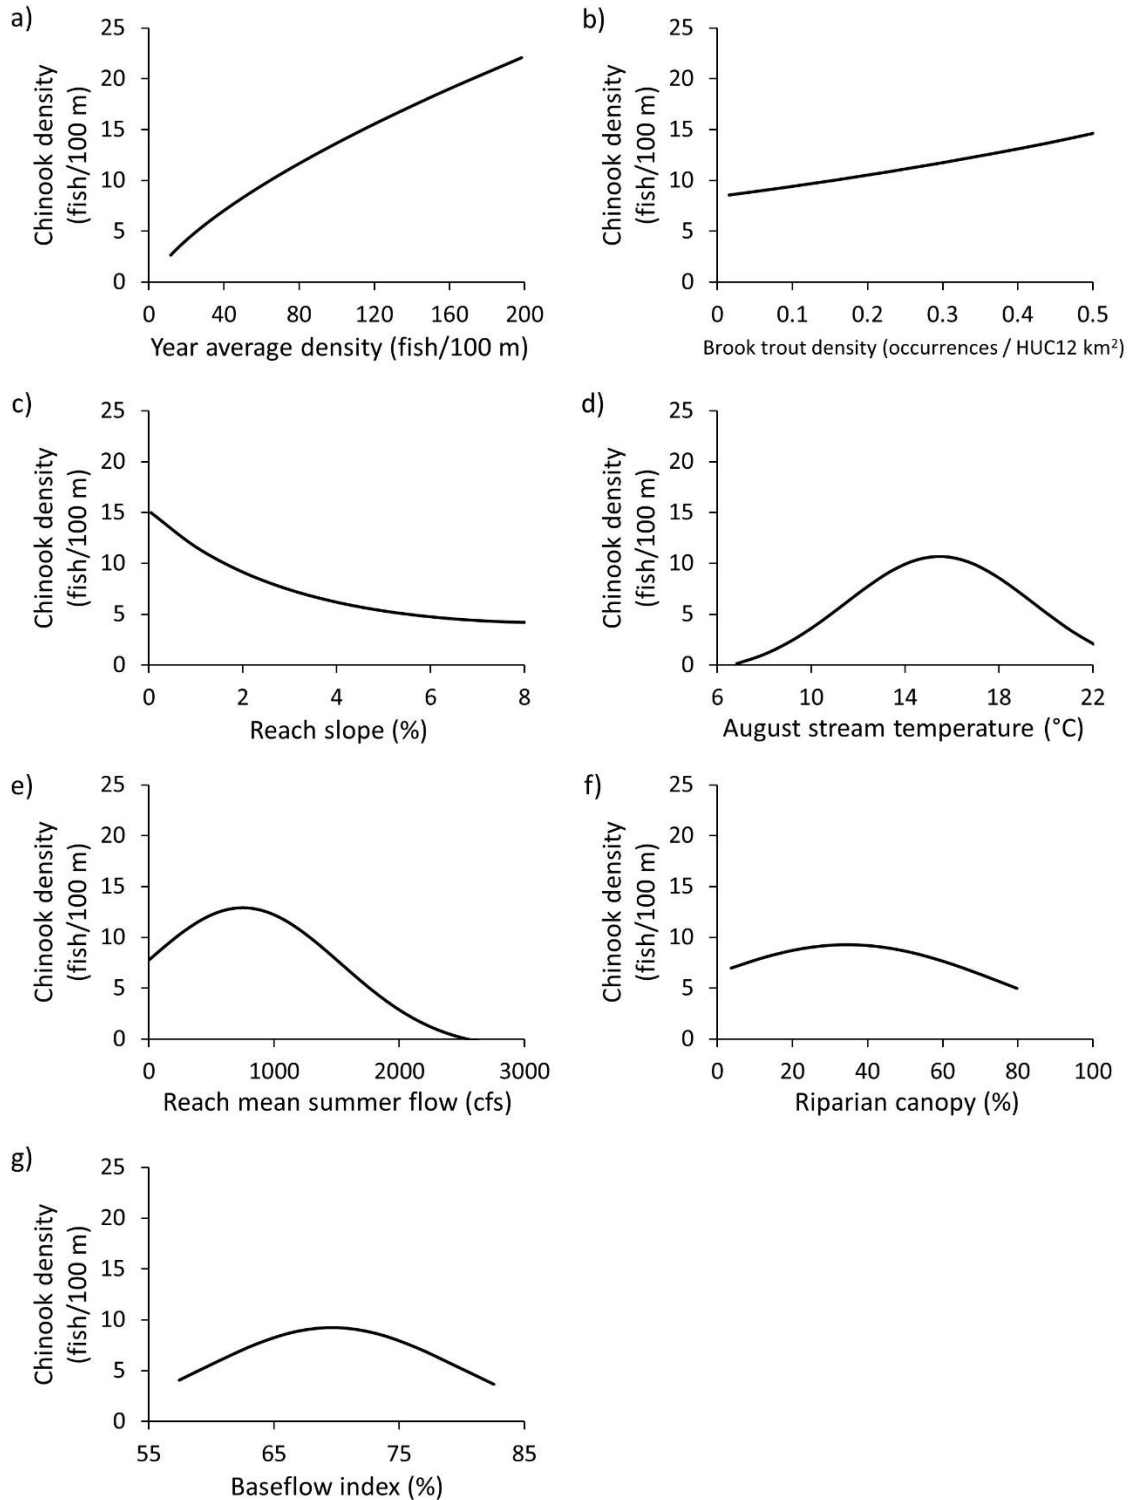 a)
Chinook density
(fish/100 m)
25
20
15
10
5
0
0 40 80 120 160 200
Year average density (fish/100 m)
b)
Chinook density
(fish/100 m)
25
20
15
10
5
0
0 0.1 0.2 0.3 0.4 0.5
Brook trout density (occurrences / HUC12 km²)
c)
Chinook density
(fish/100 m)
25
20
15
10
5
0
0 2 4 6 8
Reach slope (%)
d)
Chinook density
(fish/100 m)
25
20
15
10
5
0
6 10 14 18 22
August stream temperature (°C)
e)
Chinook density
(fish/100 m)
25
20
15
10
5
0
0 1000 2000 3000
Reach mean summer flow (cfs)
f)
Chinook density
(fish/100 m)
25
20
15
10
5
0
0 20 40 60 80 100
Riparian canopy (%)
g)
Chinook density
(fish/100 m)
25
20
15
10
5
0
55 65 75 85
Baseflow index (%)